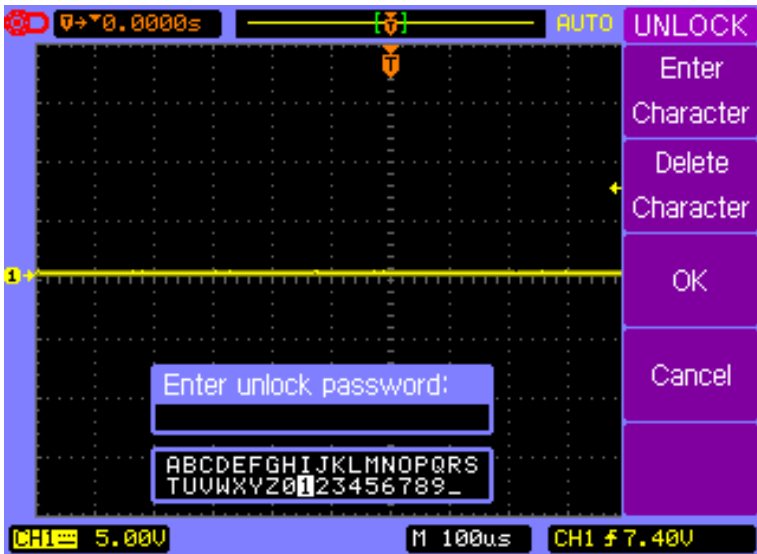 0.0000s
T
AUTO
UNLOCK
T
Enter
Character
Delete
Character
1
OK
Cancel
Enter unlock password:
ABCDEFGHIJKLMNOPQRS
TUVWXYZ0123456789_
CH1 5.00V
M 100us
CH1 7.40V